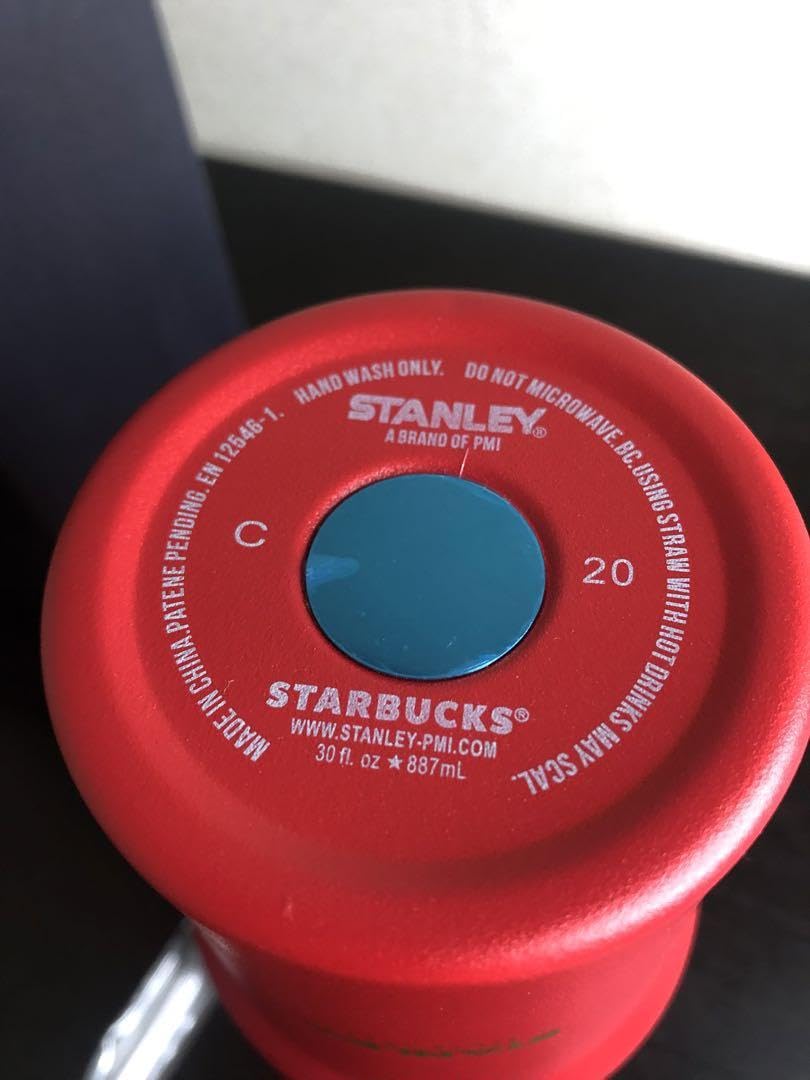 MADE IN CHINA.PATENE PENDING. EN 12546-1. HAND WASH ONLY. DO NOT MICROWAVE.BC.USING STRAW WITH HOT DRINKS MAY SCAL.
STANLEY®
A BRAND OF PMI
C 20
STARBUCKS®
WWW.STANLEY-PMI.COM
30 fl. oz ★ 887mL